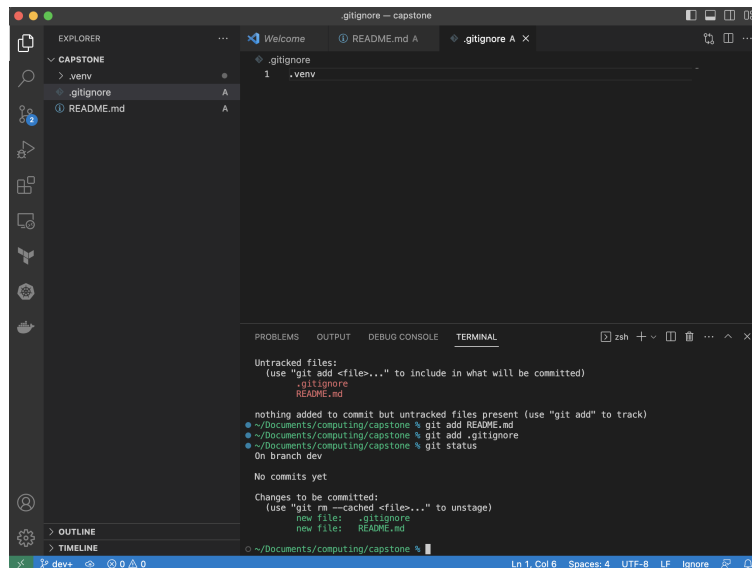 .gitignore — capstone
EXPLORER
CAPSTONE
.venv
.gitignore A
README.md A
OUTLINE
TIMELINE
2
Welcome
README.md A
.gitignore A
.gitignore
1 .venv
PROBLEMS OUTPUT DEBUG CONSOLE TERMINAL
zsh
Untracked files:
(use "git add <file>..." to include in what will be committed)
.gitignore
README.md
nothing added to commit but untracked files present (use "git add" to track)
~/Documents/computing/capstone % git add README.md
~/Documents/computing/capstone % git add .gitignore
~/Documents/computing/capstone % git status
On branch dev
No commits yet
Changes to be committed:
(use "git rm --cached <file>..." to unstage)
new file: .gitignore
new file: README.md
~/Documents/computing/capstone %
dev+ 0 0 Ln 1, Col 6 Spaces: 4 UTF-8 LF Ignore